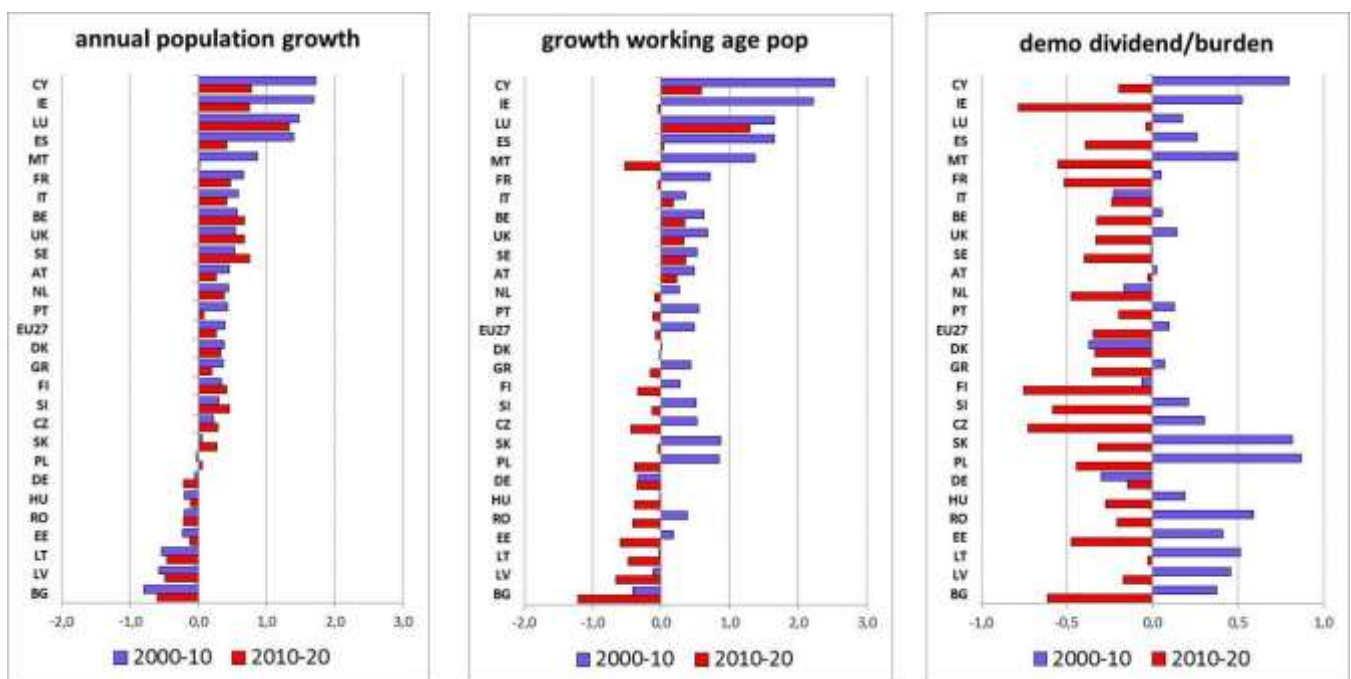 annual population growth
CY
IE
LU
ES
MT
FR
IT
BE
UK
SE
AT
NL
PT
EU27
DK
GR
FI
SI
CZ
SK
PL
DE
HU
RO
EE
LT
LV
BG
-2,0 -1,0 0,0 1,0 2,0 3,0
2000-10 2010-20
growth working age pop
CY
IE
LU
ES
MT
FR
IT
BE
UK
SE
AT
NL
PT
EU27
DK
GR
FI
SI
CZ
SK
PL
DE
HU
RO
EE
LT
LV
BG
-2,0 -1,0 0,0 1,0 2,0 3,0
2000-10 2010-20
demo dividend/burden
CY
IE
LU
ES
MT
FR
IT
BE
UK
SE
AT
NL
PT
EU27
DK
GR
FI
SI
CZ
SK
PL
DE
HU
RO
EE
LT
LV
BG
-1,0 -0,5 0,0 0,5 1,0
2000-10 2010-20